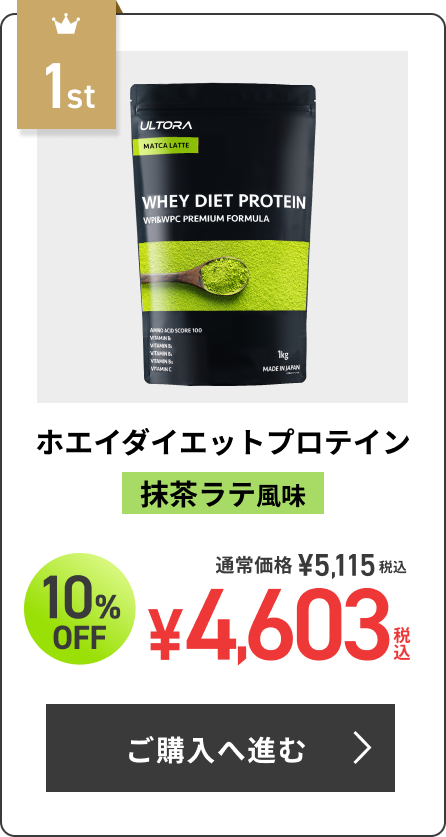 1st
ULTORA
MATCA LATTE
WHEY DIET PROTEIN
WPI&WPC PREMIUM FORMULA
AMINO ACID SCORE 100
VITAMIN C
1kg
MADE IN JAPAN
ホエイダイエットプロテイン
抹茶ラテ風味
通常価格 ¥5,115 税込
10%
OFF
¥4,603 税込
ご購入へ進む